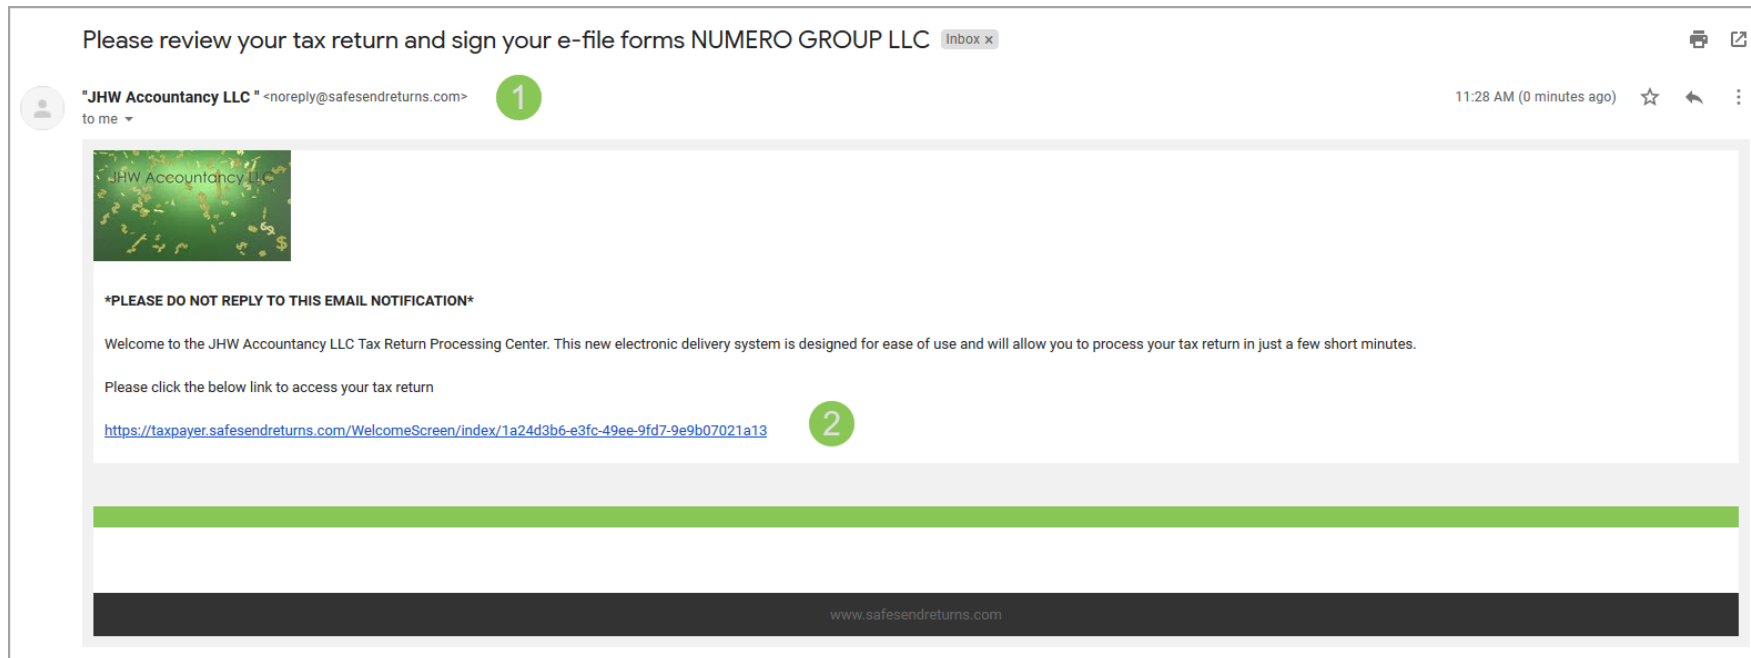 Please review your tax return and sign your e-file forms NUMERO GROUP LLC Inbox ×
"JHW Accountancy LLC " <noreply@safesendreturns.com> 1 11:28 AM (0 minutes ago)
to me
JHW Accountancy LLC
*PLEASE DO NOT REPLY TO THIS EMAIL NOTIFICATION*
Welcome to the JHW Accountancy LLC Tax Return Processing Center. This new electronic delivery system is designed for ease of use and will allow you to process your tax return in just a few short minutes.
Please click the below link to access your tax return
https://taxpayer.safesendreturns.com/WelcomeScreen/index/1a24d3b6-e3fc-49ee-9fd7-9e9b07021a13 2
www.safesendreturns.com